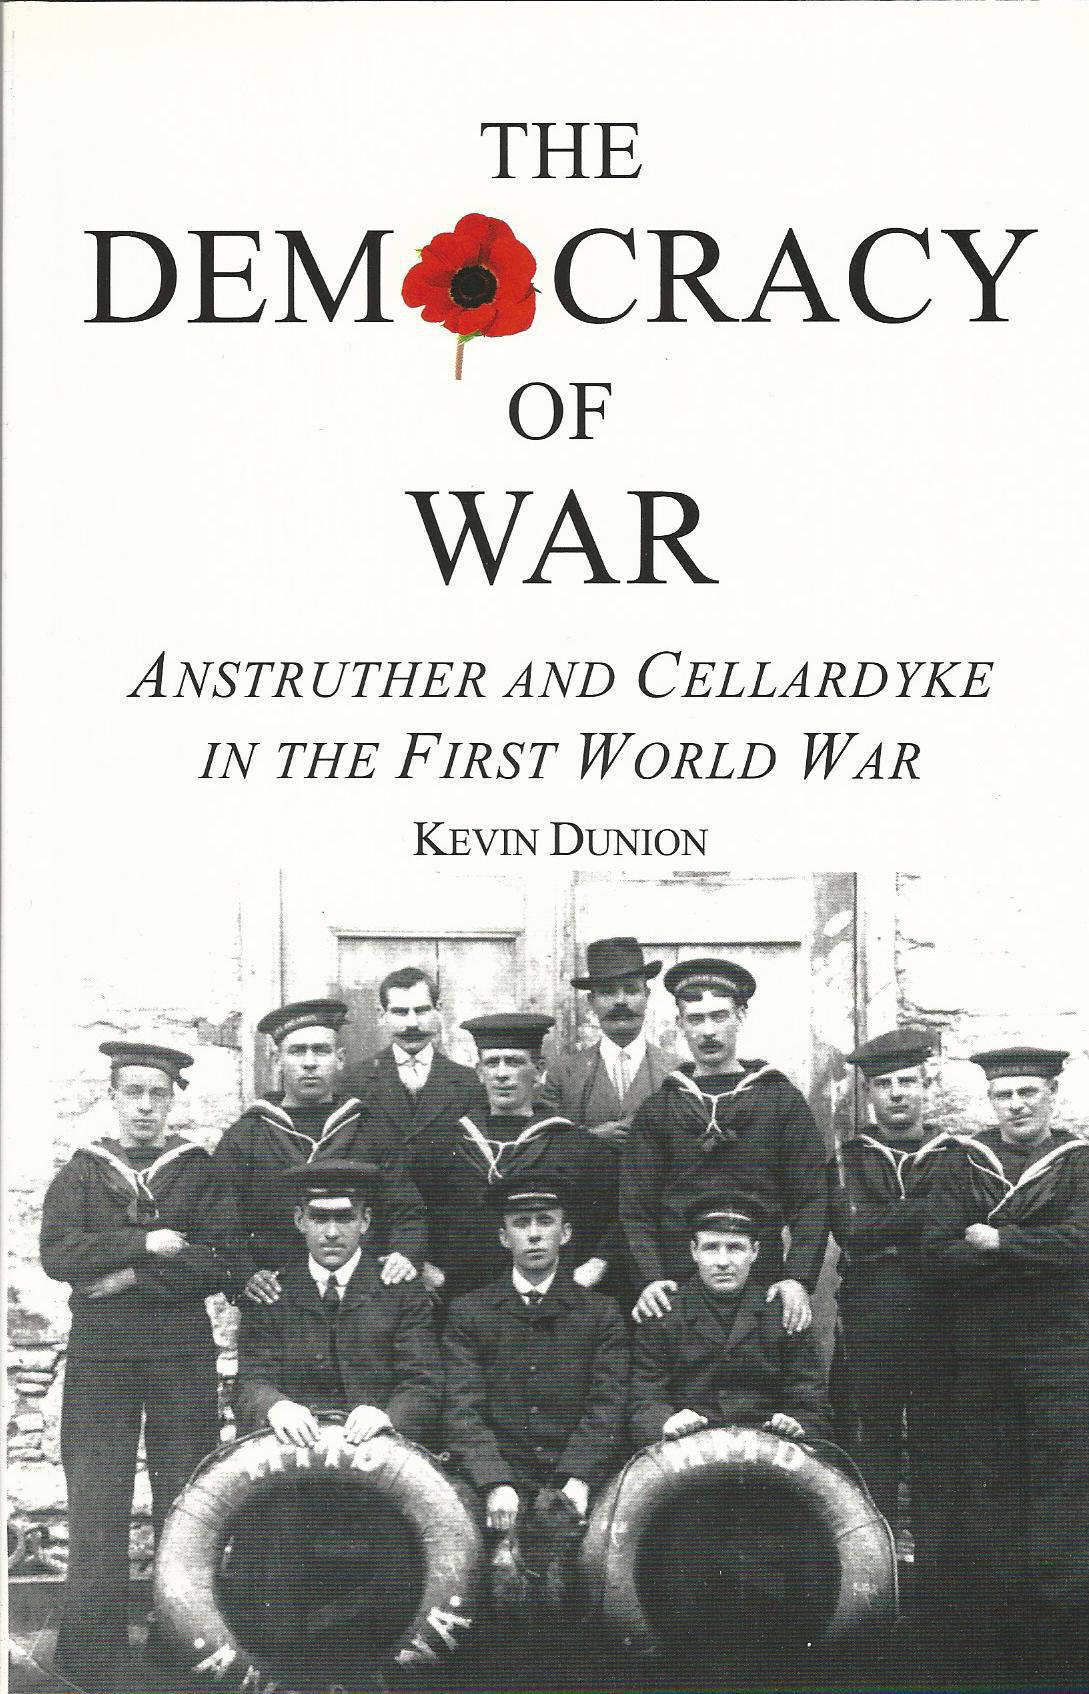 THE
DEMOCRACY
OF
WAR
ANSTRUTHER AND CELLARDYKE
IN THE FIRST WORLD WAR
KEVIN DUNION